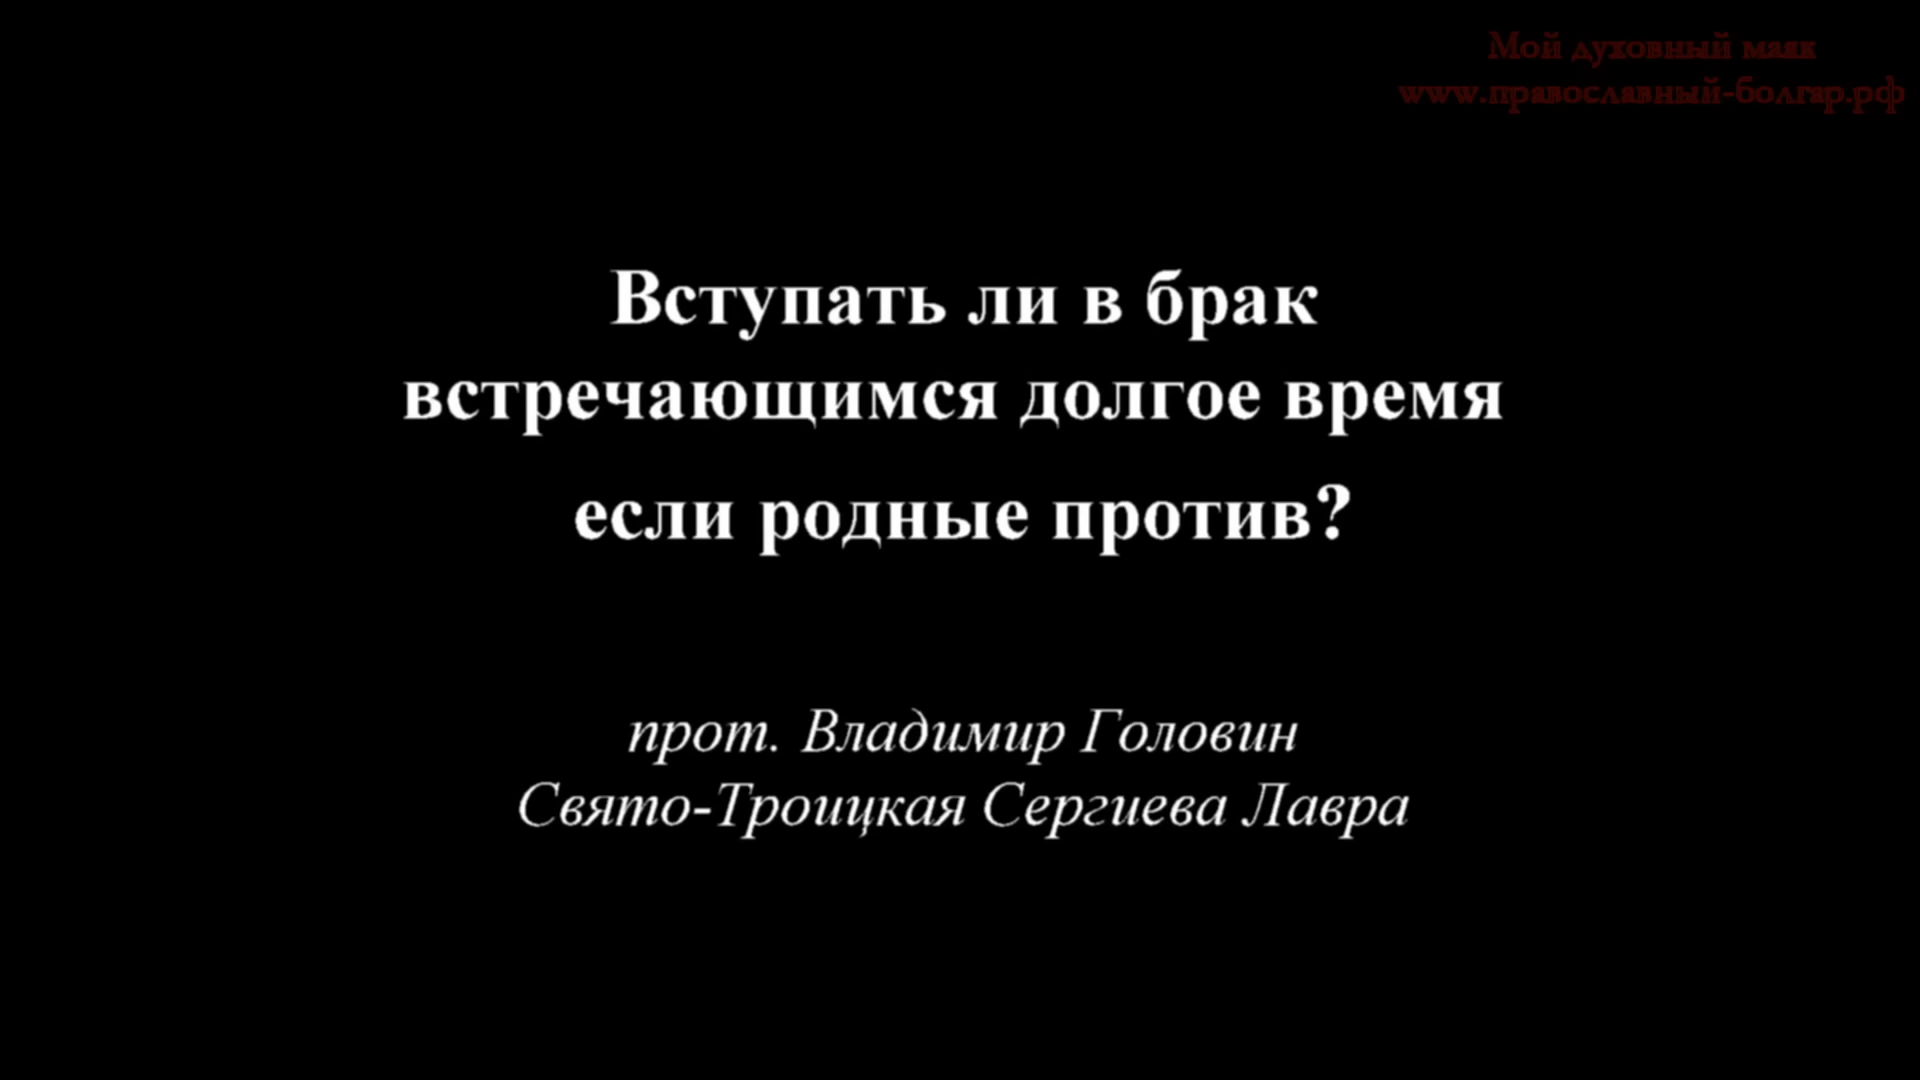 Мой духовный маяк
www.православный-болгар.рф
Вступать ли в брак
встречающимся долгое время
если родные против?
прот. Владимир Головин
Свято-Троицкая Сергиева Лавра